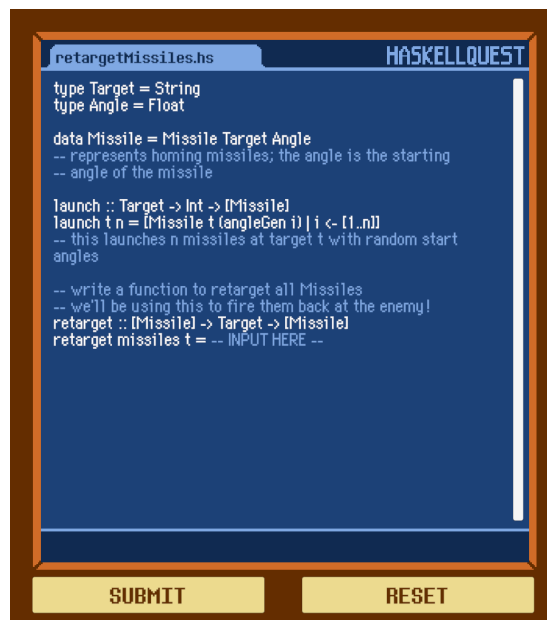 retargetMissiles.hs
HASKELLQUEST
type Target = String
type Angle = Float
data Missile = Missile Target Angle
-- represents homing missiles; the angle is the starting
-- angle of the missile
launch :: Target -> Int -> [Missile]
launch t n = [Missile t (angleGen i) | i <- [1..n]]
-- this launches n missiles at target t with random start
angles
-- write a function to retarget all Missiles
-- we'll be using this to fire them back at the enemy!
retarget :: [Missile] -> Target -> [Missile]
retarget missiles t = -- INPUT HERE --
SUBMIT
RESET